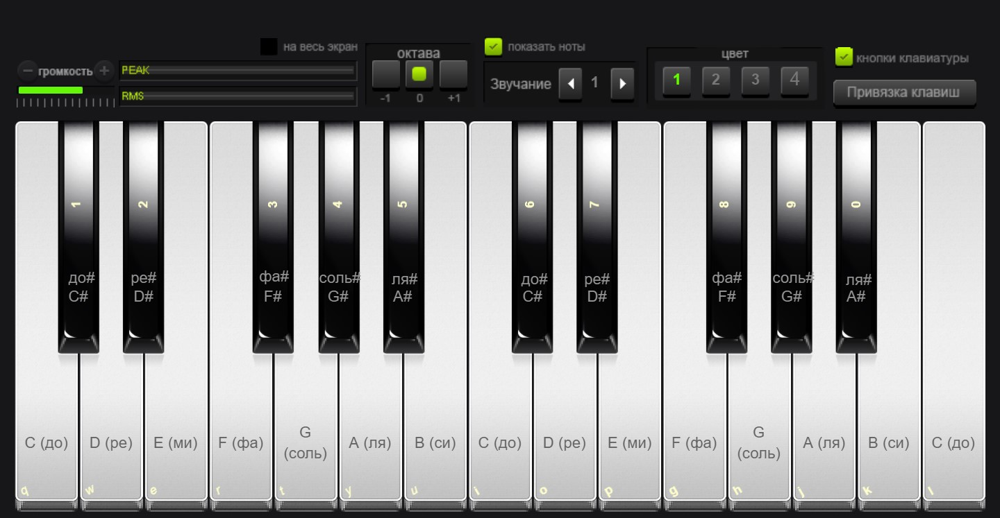 на весь экран
− громкость +
PEAK
RMS
октава
-1 0 +1
показать ноты
Звучание 1
цвет
1 2 3 4
кнопки клавиатуры
Привязка клавиш
1 2 3 4 5 6 7 8 9 0
до# ре# фа# соль# ля# до# ре# фа# соль# ля#
C# D# F# G# A# C# D# F# G# A#
C (до) D (ре) E (ми) F (фа) G (соль) A (ля) B (си) C (до) D (ре) E (ми) F (фа) G (соль) A (ля) B (си) C (до)
q w e r t y u i o p g h j k l